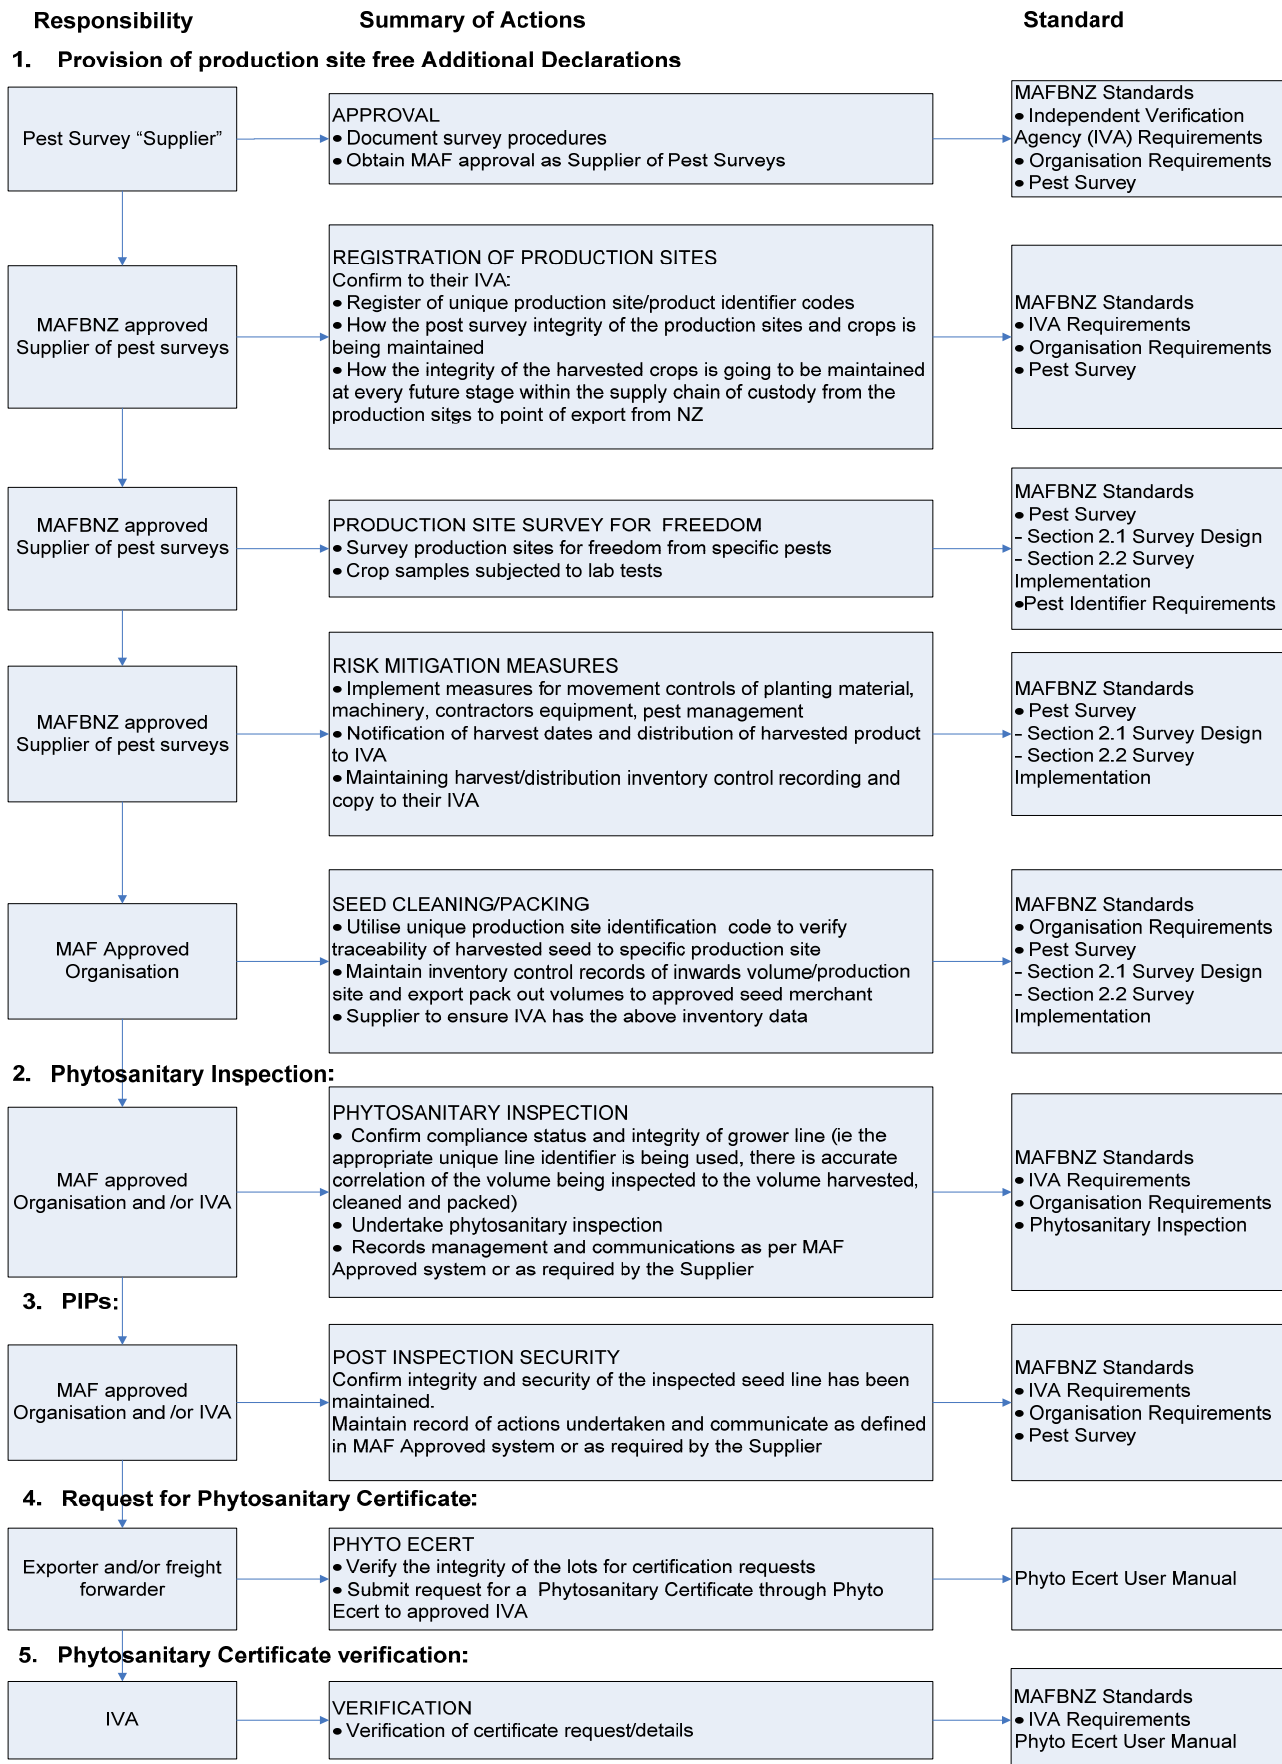 Responsibility Summary of Actions Standard
1. Provision of production site free Additional Declarations
Pest Survey “Supplier”
APPROVAL
• Document survey procedures
• Obtain MAF approval as Supplier of Pest Surveys
MAFBNZ Standards
• Independent Verification
Agency (IVA) Requirements
• Organisation Requirements
• Pest Survey
MAFBNZ approved
Supplier of pest surveys
REGISTRATION OF PRODUCTION SITES
Confirm to their IVA:
• Register of unique production site/product identifier codes
• How the post survey integrity of the production sites and crops is
being maintained
• How the integrity of the harvested crops is going to be maintained
at every future stage within the supply chain of custody from the
production sites to point of export from NZ
MAFBNZ Standards
• IVA Requirements
• Organisation Requirements
• Pest Survey
MAFBNZ approved
Supplier of pest surveys
PRODUCTION SITE SURVEY FOR FREEDOM
• Survey production sites for freedom from specific pests
• Crop samples subjected to lab tests
MAFBNZ Standards
• Pest Survey
– Section 2.1 Survey Design
– Section 2.2 Survey
Implementation
•Pest Identifier Requirements
MAFBNZ approved
Supplier of pest surveys
RISK MITIGATION MEASURES
• Implement measures for movement controls of planting material,
machinery, contractors equipment, pest management
• Notification of harvest dates and distribution of harvested product
to IVA
• Maintaining harvest/distribution inventory control recording and
copy to their IVA
MAFBNZ Standards
• Pest Survey
– Section 2.1 Survey Design
– Section 2.2 Survey
Implementation
MAF Approved
Organisation
SEED CLEANING/PACKING
• Utilise unique production site identification code to verify
traceability of harvested seed to specific production site
• Maintain inventory control records of inwards volume/production
site and export pack out volumes to approved seed merchant
• Supplier to ensure IVA has the above inventory data
MAFBNZ Standards
• Organisation Requirements
• Pest Survey
– Section 2.1 Survey Design
– Section 2.2 Survey
Implementation
2. Phytosanitary Inspection:
MAF approved
Organisation and /or IVA
PHYTOSANITARY INSPECTION
• Confirm compliance status and integrity of grower line (ie the
appropriate unique line identifier is being used, there is accurate
correlation of the volume being inspected to the volume harvested,
cleaned and packed)
• Undertake phytosanitary inspection
• Records management and communications as per MAF
Approved system or as required by the Supplier
MAFBNZ Standards
• IVA Requirements
• Organisation Requirements
• Phytosanitary Inspection
3. PIPs:
MAF approved
Organisation and /or IVA
POST INSPECTION SECURITY
Confirm integrity and security of the inspected seed line has been
maintained.
Maintain record of actions undertaken and communicate as defined
in MAF Approved system or as required by the Supplier
MAFBNZ Standards
• IVA Requirements
• Organisation Requirements
• Pest Survey
4. Request for Phytosanitary Certificate:
Exporter and/or freight
forwarder
PHYTO ECERT
• Verify the integrity of the lots for certification requests
• Submit request for a Phytosanitary Certificate through Phyto
Ecert to approved IVA
Phyto Ecert User Manual
5. Phytosanitary Certificate verification:
IVA
VERIFICATION
• Verification of certificate request/details
MAFBNZ Standards
• IVA Requirements
Phyto Ecert User Manual